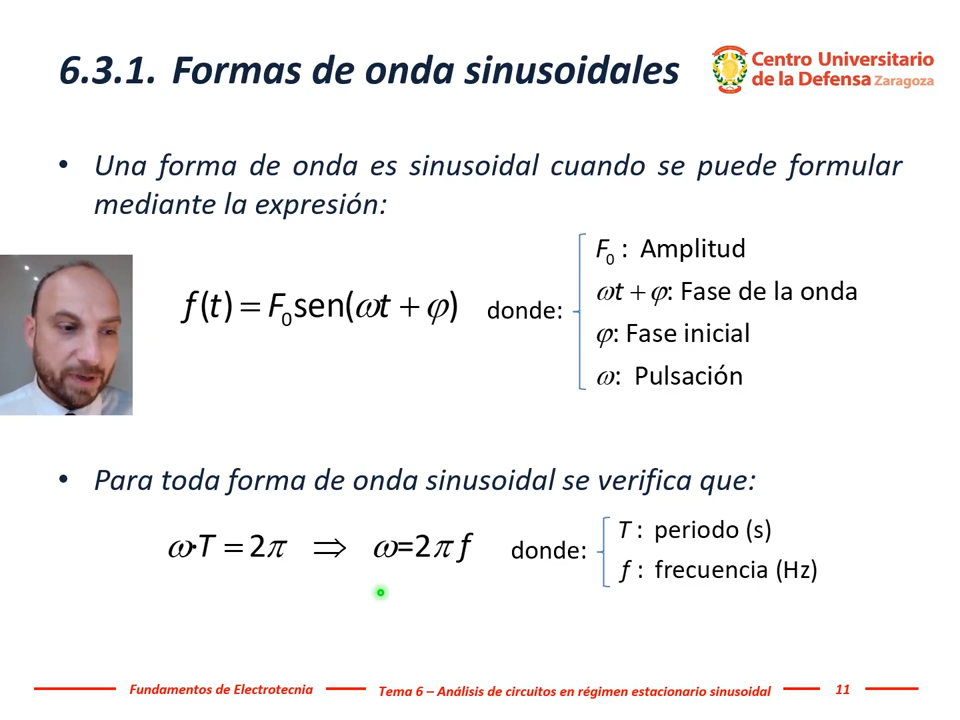 6.3.1. Formas de onda sinusoidales
Centro Universitario
de la Defensa Zaragoza
• Una forma de onda es sinusoidal cuando se puede formular
mediante la expresión:
f(t) = F₀sen(ωt + φ) donde:
F₀ : Amplitud
ωt + φ: Fase de la onda
φ: Fase inicial
ω: Pulsación
• Para toda forma de onda sinusoidal se verifica que:
ω·T = 2π ⇒ ω=2π f donde:
T : periodo (s)
f : frecuencia (Hz)
Fundamentos de Electrotecnia
Tema 6 – Análisis de circuitos en régimen estacionario sinusoidal
11